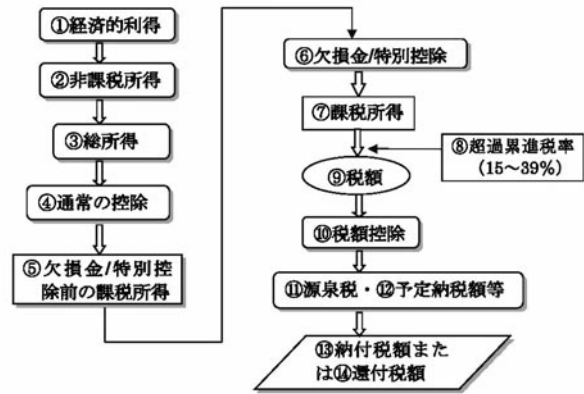 ①経済的利得
②非課税所得
③総所得
④通常の控除
⑤欠損金/特別控
除前の課税所得
⑥欠損金/特別控除
⑦課税所得
⑧超過累進税率
(15～39%)
⑨税額
⑩税額控除
⑪源泉税・⑫予定納税額等
⑬納付税額また
は⑭還付税額